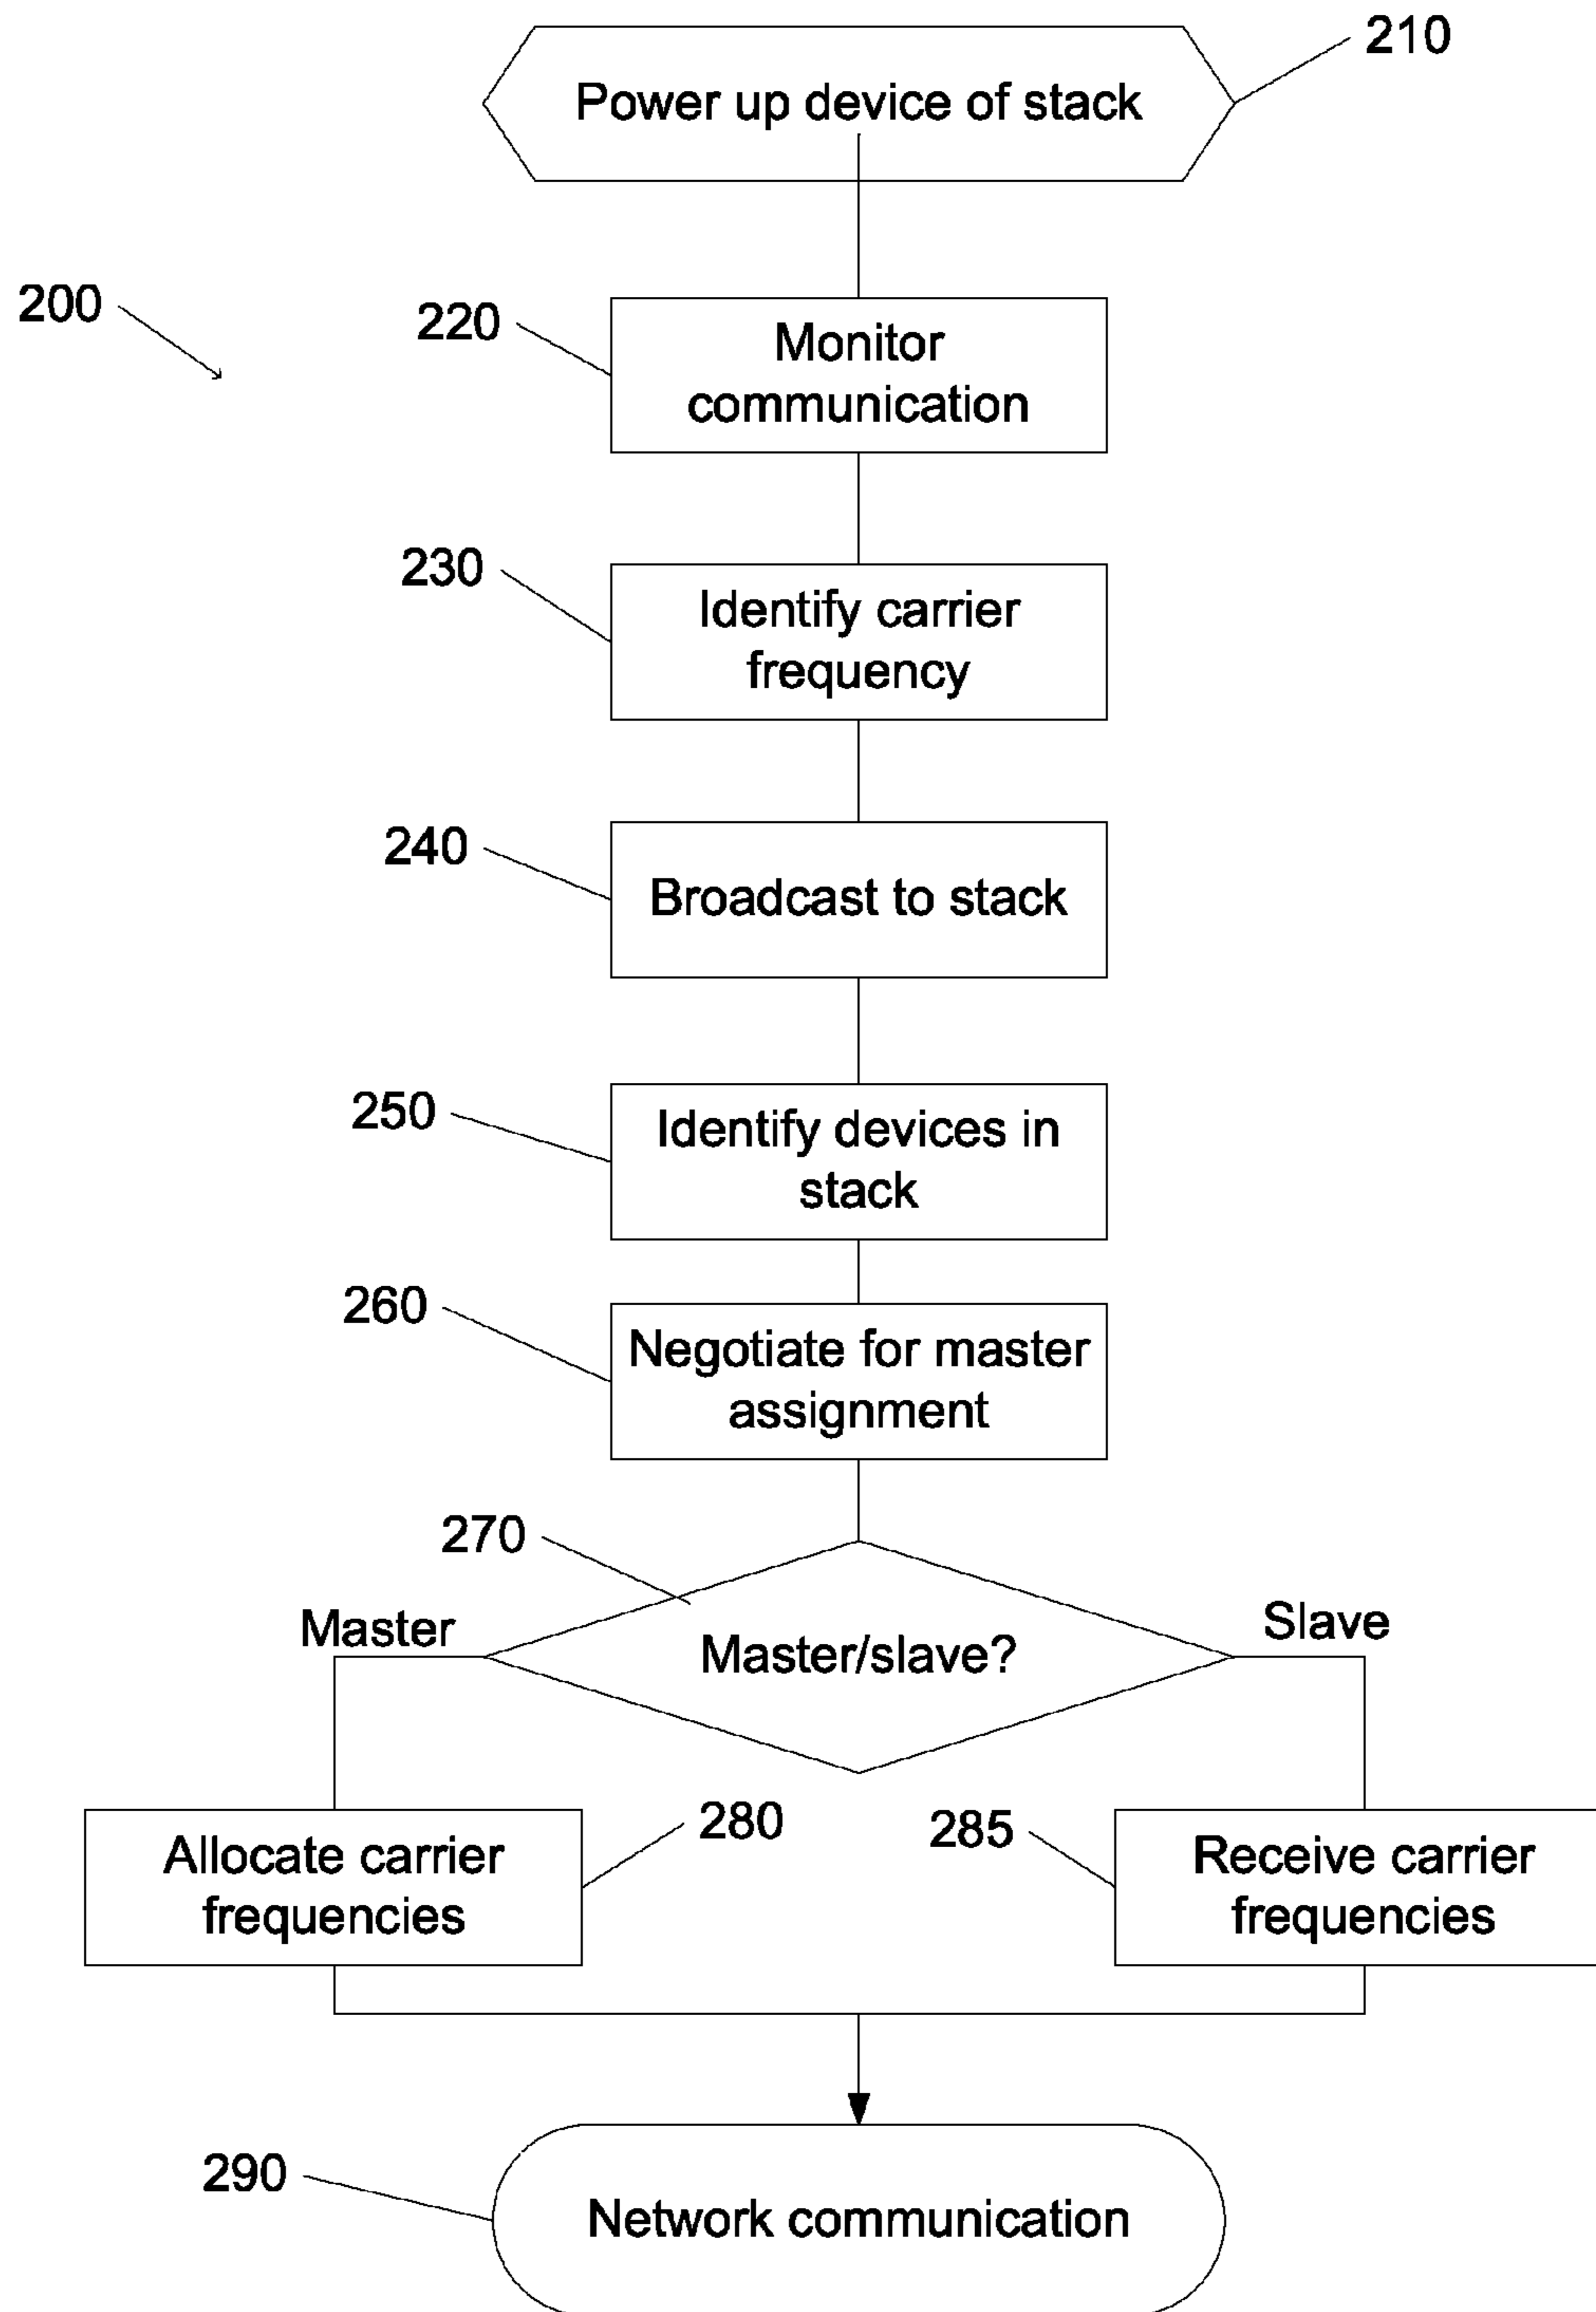 210
Power up device of stack
200
220
Monitor
communication
230
Identify carrier
frequency
240
Broadcast to stack
250
Identify devices in
stack
260
Negotiate for master
assignment
270
Master
Slave
Master/slave?
280
285
Allocate carrier
frequencies
Receive carrier
frequencies
290
Network communication